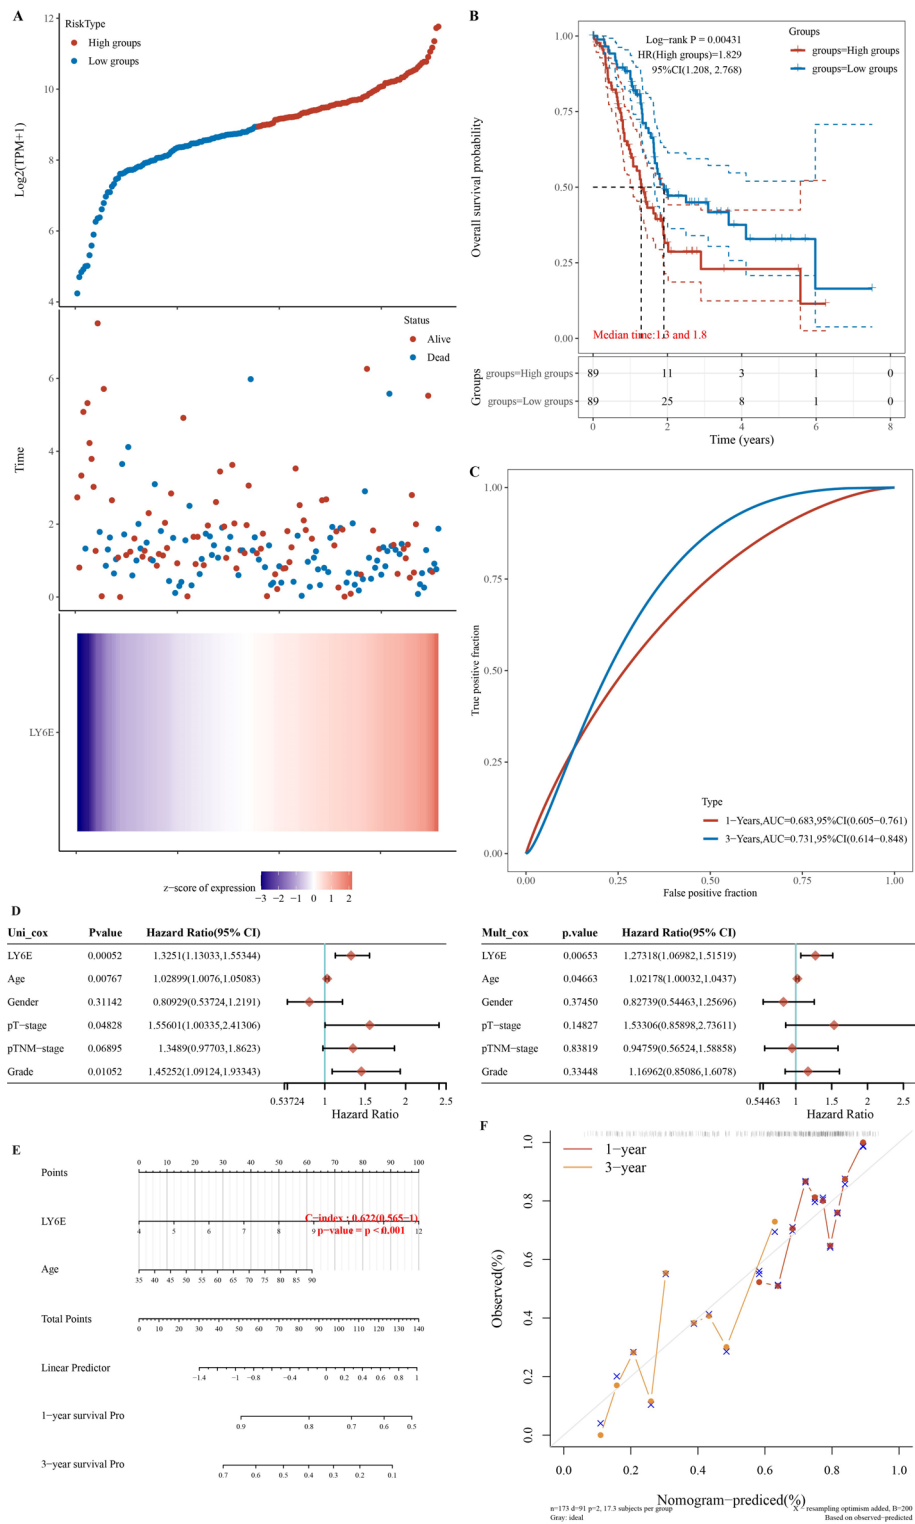 A
RiskType
High groups
Low groups
Log2(TPM+1)
12
10
8
6
4
Status
Alive
Dead
Time
6
4
2
0
LY6E
z−score of expression
−3 −2 −1 0 1 2
B
Log−rank P = 0.00431
HR(High groups)=1.829
95%CI(1.208, 2.768)
Groups
groups=High groups
groups=Low groups
Overall survival probability
1.00
0.75
0.50
0.25
0.00
Median time:1.3 and 1.8
Groups
groups=High groups 89 11 3 1 0
groups=Low groups 89 25 8 1 0
0 2 4 6 8
Time (years)
C
True positive fraction
1.00
0.75
0.50
0.25
0.00
Type
1−Years,AUC=0.683,95%CI(0.605−0.761)
3−Years,AUC=0.731,95%CI(0.614−0.848)
0.00 0.25 0.50 0.75 1.00
False positive fraction
D
Uni_cox Pvalue Hazard Ratio(95% CI)
LY6E 0.00052 1.3251(1.13033,1.55344)
Age 0.00767 1.02899(1.0076,1.05083)
Gender 0.31142 0.80929(0.53724,1.2191)
pT−stage 0.04828 1.55601(1.00335,2.41306)
pTNM−stage 0.06895 1.3489(0.97703,1.8623)
Grade 0.01052 1.45252(1.09124,1.93343)
0.53724 1 1.5 2 2.5
Hazard Ratio
Mult_cox p.value Hazard Ratio(95% CI)
LY6E 0.00653 1.27318(1.06982,1.51519)
Age 0.04663 1.02178(1.00032,1.0437)
Gender 0.37450 0.82739(0.54463,1.25696)
pT−stage 0.14827 1.53306(0.85898,2.73611)
pTNM−stage 0.83819 0.94759(0.56524,1.58858)
Grade 0.33448 1.16962(0.85086,1.6078)
0.54463 1 1.5 2 2.5
Hazard Ratio
E
Points 0 10 20 30 40 50 60 70 80 90 100
LY6E 4 5 6 7 8 9 10 11 12
C−index : 0.622(0.565−1)
p−value = p < 0.001
Age 35 40 45 50 55 60 65 70 75 80 90
Total Points 0 10 20 30 40 50 60 70 80 90 100 110 120 130 140
Linear Predictor −1.4 −1 −0.8 −0.4 0 0.2 0.4 0.6 0.8 1
1−year survival Pro 0.9 0.8 0.7 0.6 0.5
3−year survival Pro 0.7 0.6 0.5 0.4 0.3 0.2 0.1
F
1−year
3−year
Observed(%)
1.0
0.8
0.6
0.4
0.2
0.0
0.0 0.2 0.4 0.6 0.8 1.0
Nomogram−prediced(%)
n=173 d=91 p=2, 17.3 subjects per group
Gray: ideal
X − resampling optimism added, B=200
Based on observed−predicted